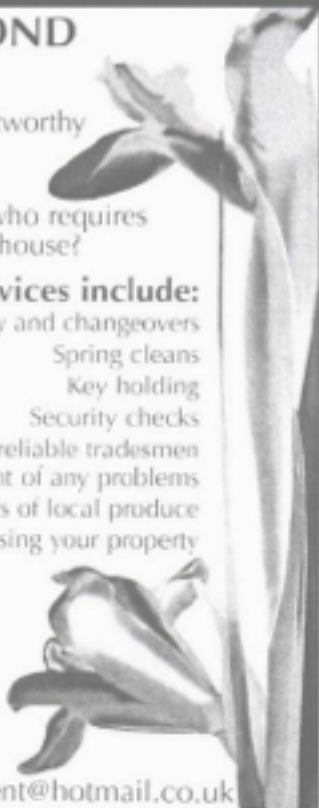 OND
tworthy
who requires
house?
vices include:
y and changeovers
Spring cleans
Key holding
Security checks
reliable tradesmen
nt of any problems
s of local produce
sing your property
ent@hotmail.co.uk